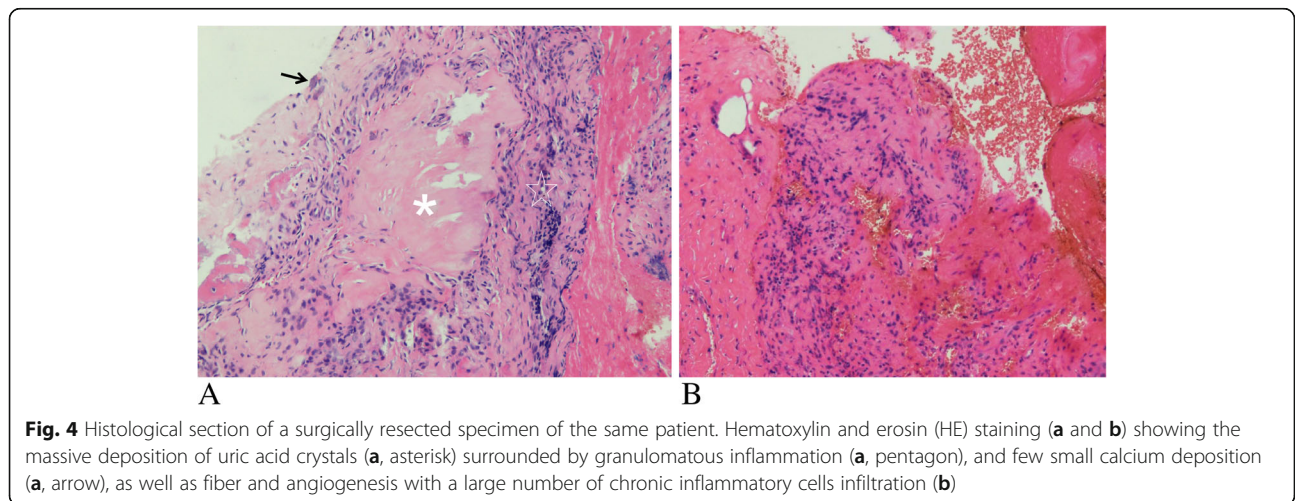 A
B
Fig. 4 Histological section of a surgically resected specimen of the same patient. Hematoxylin and erosin (HE) staining (a and b) showing the
massive deposition of uric acid crystals (a, asterisk) surrounded by granulomatous inflammation (a, pentagon), and few small calcium deposition
(a, arrow), as well as fiber and angiogenesis with a large number of chronic inflammatory cells infiltration (b)